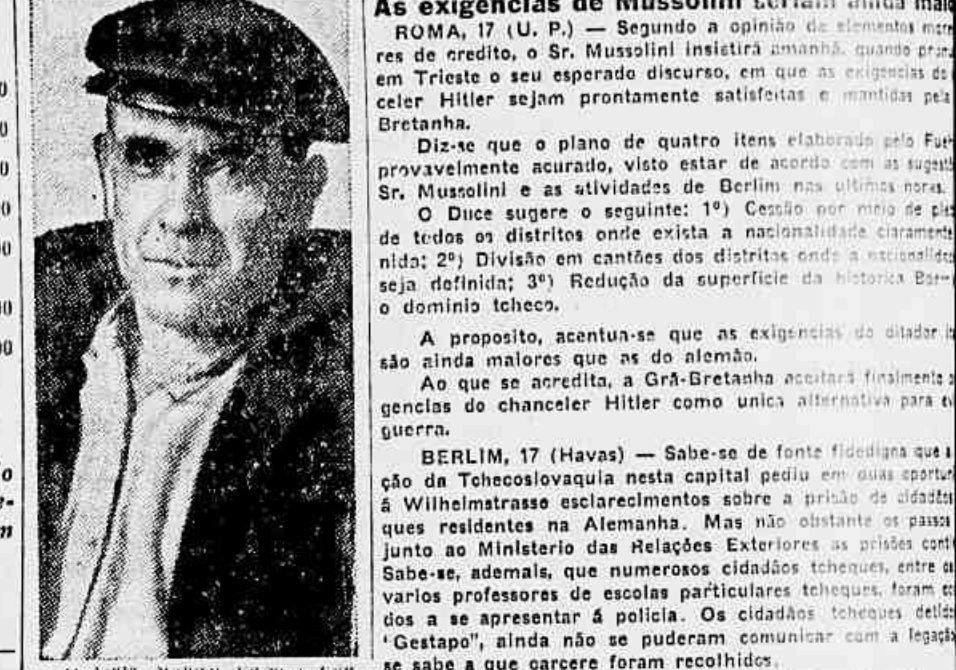 As exigencias de Mussolini seriam ainda
ROMA, 17 (U. P.) — Segundo a opinião de elementos
res de credito, o Sr. Mussolini insistirá amanhã, quando
em Trieste o seu esperado discurso, em que as exigencias do
celer Hitler sejam prontamente satisfeitas e mantidas pela
Bretanha.
Diz-se que o plano de quatro itens elaborado pelo
provavelmente acurado, visto estar de acordo com as
Sr. Mussolini e as atividades de Berlim nas ultimas horas.
O Duce sugere o seguinte: 1º) Cessão por meio de
de todos os distritos onde exista a nacionalidade claramente
nida; 2º) Divisão em cantões dos distritos onde a
seja definida; 3º) Redução da superficie da historica
o dominio tcheco.
A proposito, acentua-se que as exigencias do ditador
são ainda maiores que as do alemão.
Ao que se acredita, a Grã-Bretanha aceitará finalmente
gencias do chanceler Hitler como unica alternativa para
guerra.
BERLIM, 17 (Havas) — Sabe-se de fonte fidedigna que a
ção da Tchecoslovaquia nesta capital pediu em duas
á Wilhelmstrasse esclarecimentos sobre a prisão de
ques residentes na Alemanha. Mas não obstante os passos
junto ao Ministerio das Relações Exteriores as prisões
Sabe-se, ademais, que numerosos cidadãos tcheques, entre
varios professores de escolas particulares tcheques, foram
dos a se apresentar á policia. Os cidadãos tcheques
"Gestapo", ainda não se puderam comunicar com a
se sabe a que carcere foram recolhidos.